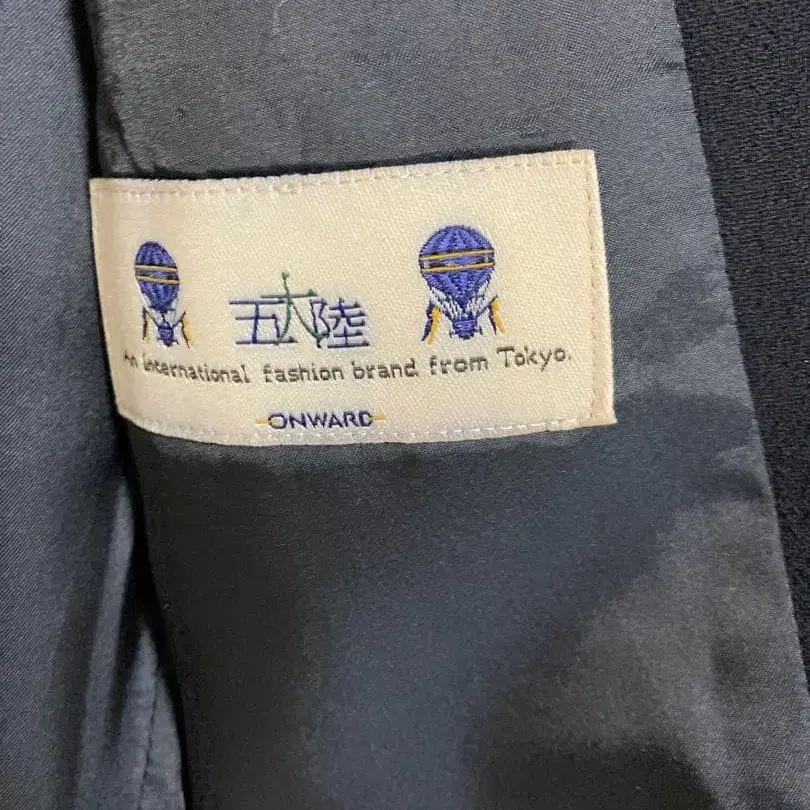 五大陸
An international fashion brand from Tokyo.
ONWARD